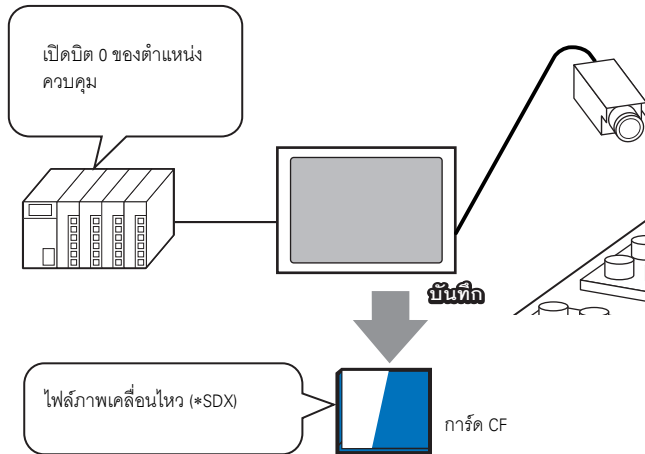 เปิดบิต 0 ของตำแหน่ง
ควบคุม
บันทึก
ไฟล์ภาพเคลื่อนไหว (*SDX)
การ์ด CF